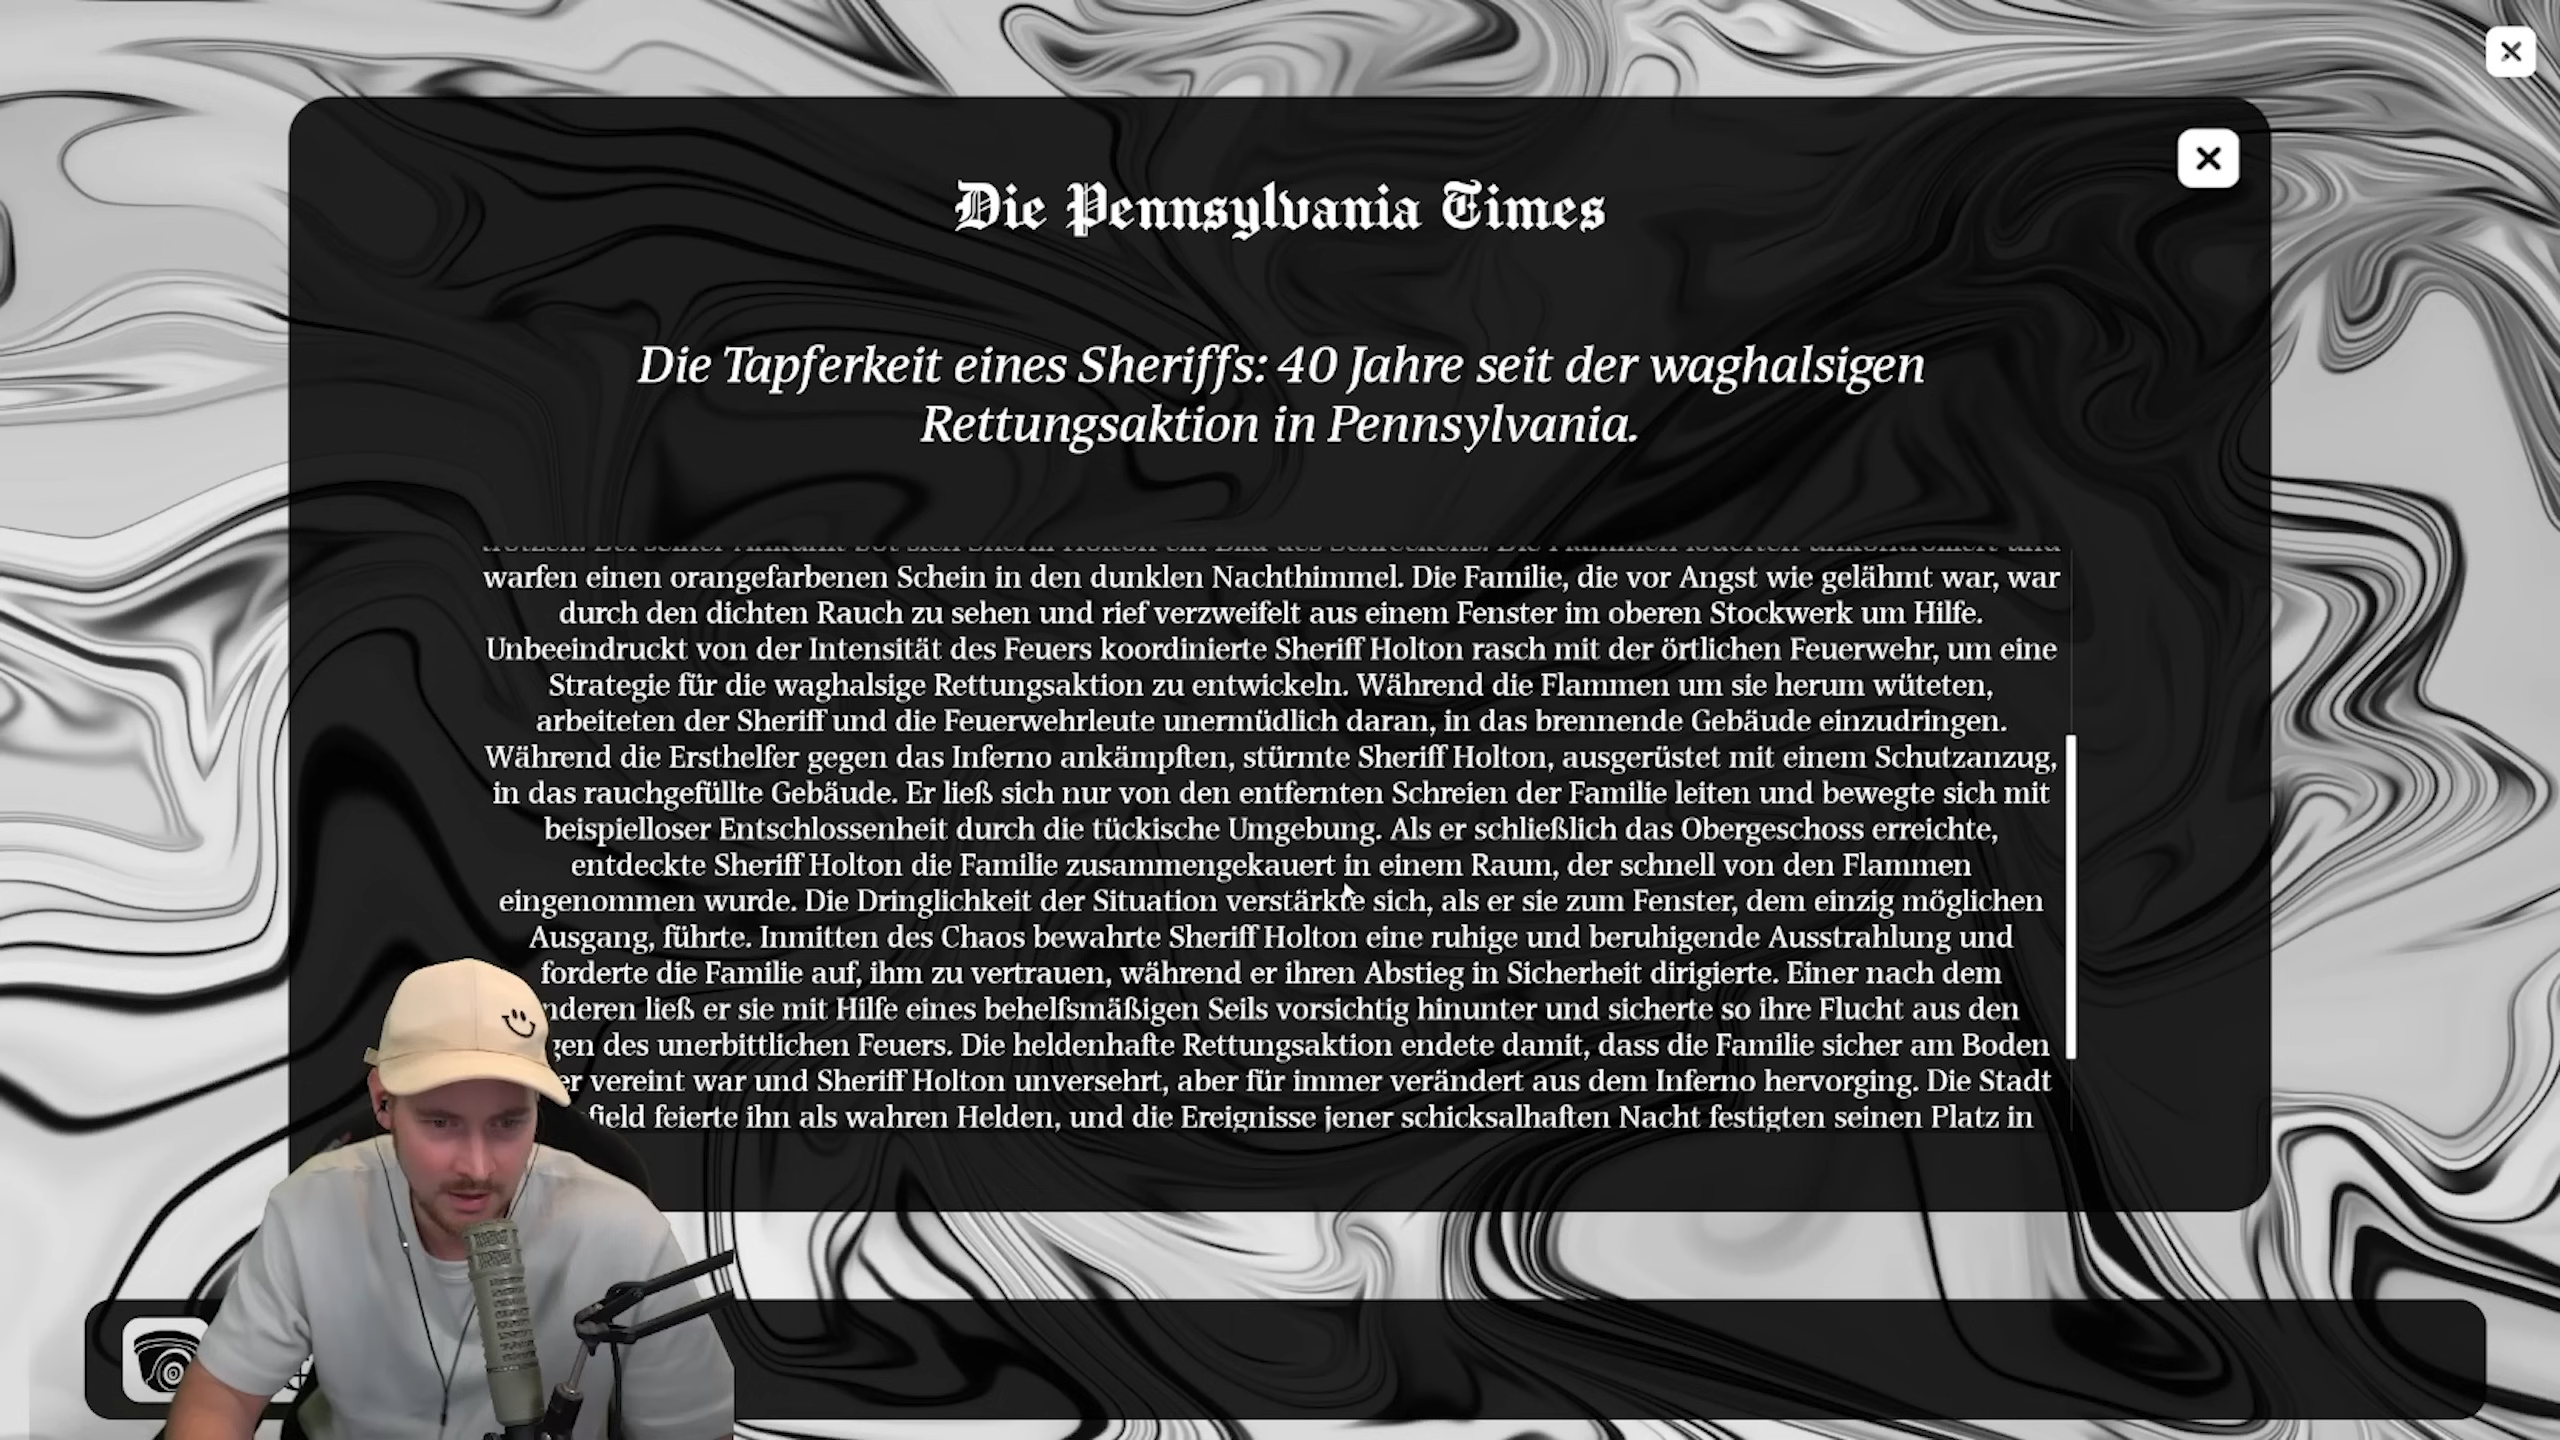 Die Pennsylvania Times
Die Tapferkeit eines Sheriffs: 40 Jahre seit der waghalsigen
Rettungsaktion in Pennsylvania.
warfen einen orangefarbenen Schein in den dunklen Nachthimmel. Die Familie, die vor Angst wie gelähmt war, war
durch den dichten Rauch zu sehen und rief verzweifelt aus einem Fenster im oberen Stockwerk um Hilfe.
Unbeeindruckt von der Intensität des Feuers koordinierte Sheriff Holton rasch mit der örtlichen Feuerwehr, um eine
Strategie für die waghalsige Rettungsaktion zu entwickeln. Während die Flammen um sie herum wüteten,
arbeiteten der Sheriff und die Feuerwehrleute unermüdlich daran, in das brennende Gebäude einzudringen.
Während die Ersthelfer gegen das Inferno ankämpften, stürmte Sheriff Holton, ausgerüstet mit einem Schutzanzug,
in das rauchgefüllte Gebäude. Er ließ sich nur von den entfernten Schreien der Familie leiten und bewegte sich mit
beispielloser Entschlossenheit durch die tückische Umgebung. Als er schließlich das Obergeschoss erreichte,
entdeckte Sheriff Holton die Familie zusammengekauert in einem Raum, der schnell von den Flammen
eingenommen wurde. Die Dringlichkeit der Situation verstärkte sich, als er sie zum Fenster, dem einzig möglichen
Ausgang, führte. Inmitten des Chaos bewahrte Sheriff Holton eine ruhige und beruhigende Ausstrahlung und
forderte die Familie auf, ihm zu vertrauen, während er ihren Abstieg in Sicherheit dirigierte. Einer nach dem
nderen ließ er sie mit Hilfe eines behelfsmäßigen Seils vorsichtig hinunter und sicherte so ihre Flucht aus den
gen des unerbittlichen Feuers. Die heldenhafte Rettungsaktion endete damit, dass die Familie sicher am Boden
er vereint war und Sheriff Holton unversehrt, aber für immer verändert aus dem Inferno hervorging. Die Stadt
field feierte ihn als wahren Helden, und die Ereignisse jener schicksalhaften Nacht festigten seinen Platz in